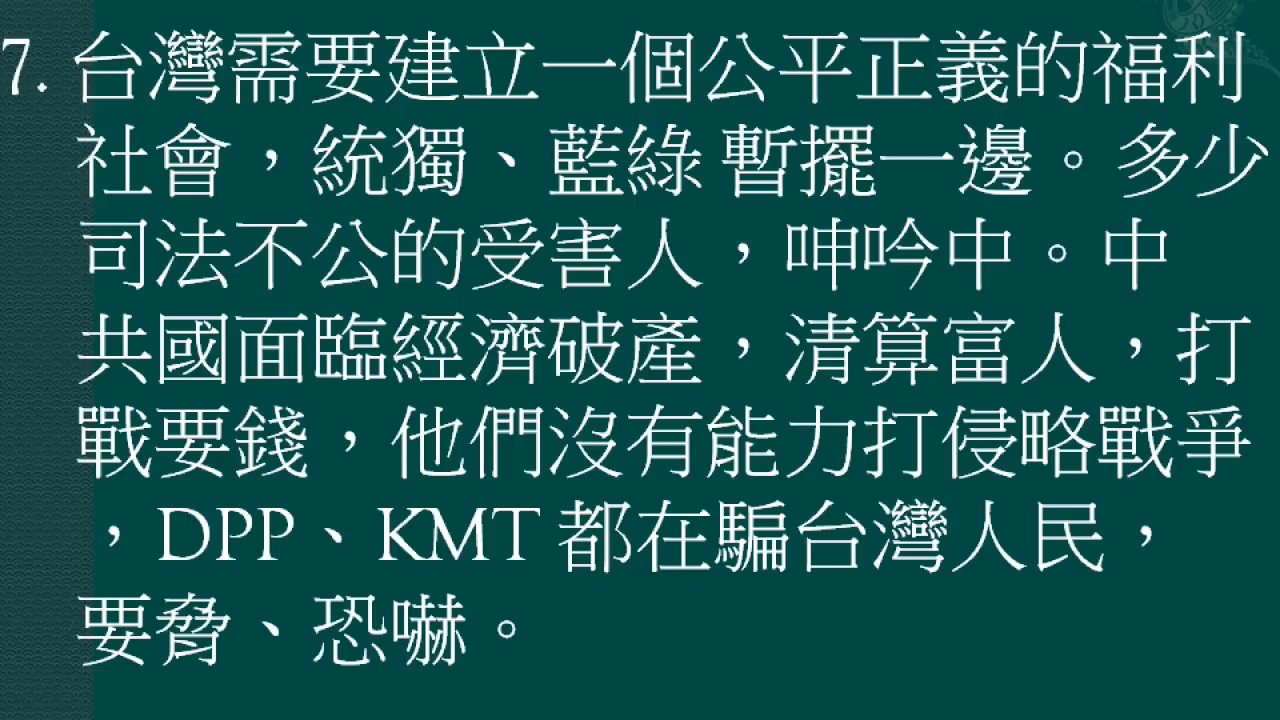 7. 台灣需要建立一個公平正義的福利
社會，統獨、藍綠 暫擺一邊。多少
司法不公的受害人，呻吟中。中
共國面臨經濟破產，清算富人，打
戰要錢，他們沒有能力打侵略戰爭
，DPP、KMT 都在騙台灣人民，
要脅、恐嚇。